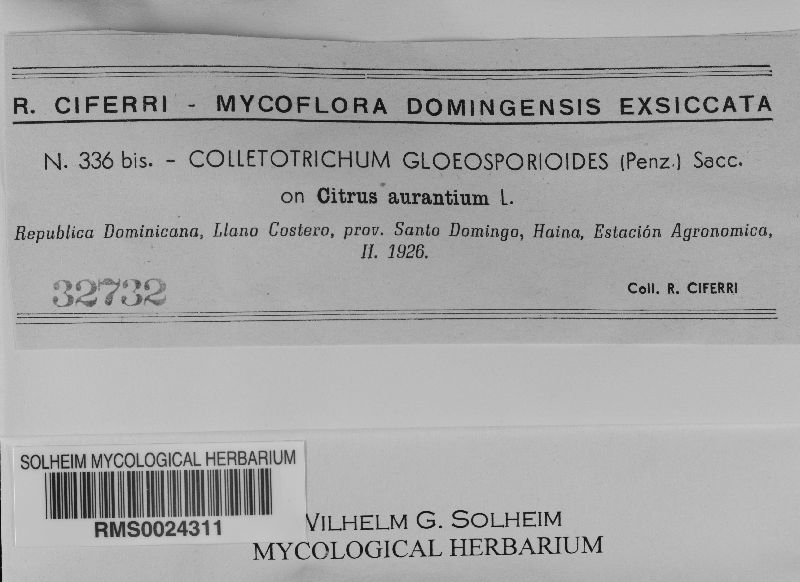 R. CIFERRI - MYCOFLORA DOMINGENSIS EXSICCATA
N. 336 bis. - COLLETOTRICHUM GLOEOSPORIOIDES (Penz.) Sacc.
on Citrus aurantium L.
Republica Dominicana, Llano Costero, prov. Santo Domingo, Haina, Estación Agronomica,
II. 1926.
32732
Coll. R. CIFERRI
SOLHEIM MYCOLOGICAL HERBARIUM
RMS0024311
WILHELM G. SOLHEIM
MYCOLOGICAL HERBARIUM